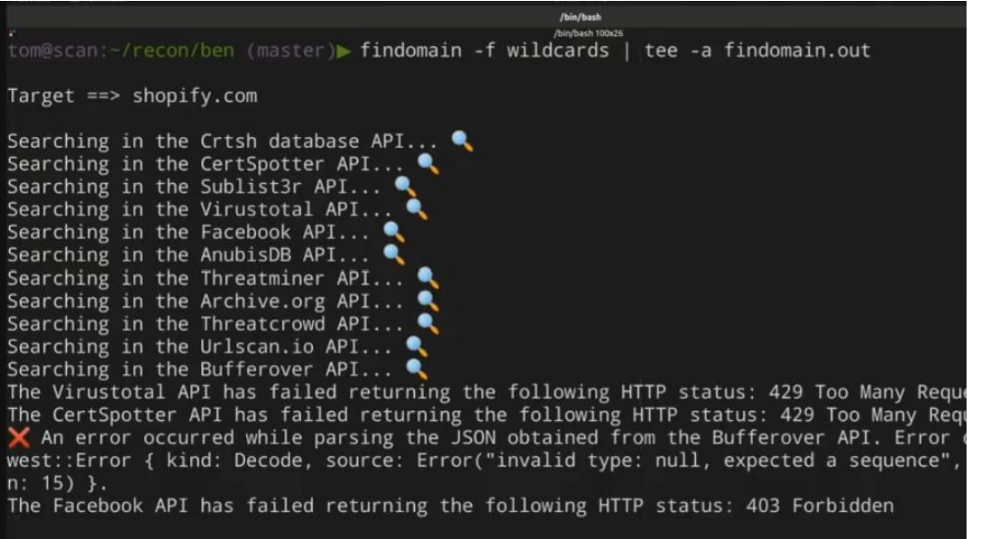 /bin/bash
/bin/bash 100x26
tom@scan:~/recon/ben (master)▶ findomain -f wildcards | tee -a findomain.out
Target ==> shopify.com
Searching in the Crtsh database API... 🔍
Searching in the CertSpotter API... 🔍
Searching in the Sublist3r API... 🔍
Searching in the Virustotal API... 🔍
Searching in the Facebook API... 🔍
Searching in the AnubisDB API... 🔍
Searching in the Threatminer API... 🔍
Searching in the Archive.org API... 🔍
Searching in the Threatcrowd API... 🔍
Searching in the Urlscan.io API... 🔍
Searching in the Bufferover API... 🔍
The Virustotal API has failed returning the following HTTP status: 429 Too Many Reque
The CertSpotter API has failed returning the following HTTP status: 429 Too Many Requ
❌ An error occurred while parsing the JSON obtained from the Bufferover API. Error
west::Error { kind: Decode, source: Error("invalid type: null, expected a sequence",
n: 15) }.
The Facebook API has failed returning the following HTTP status: 403 Forbidden